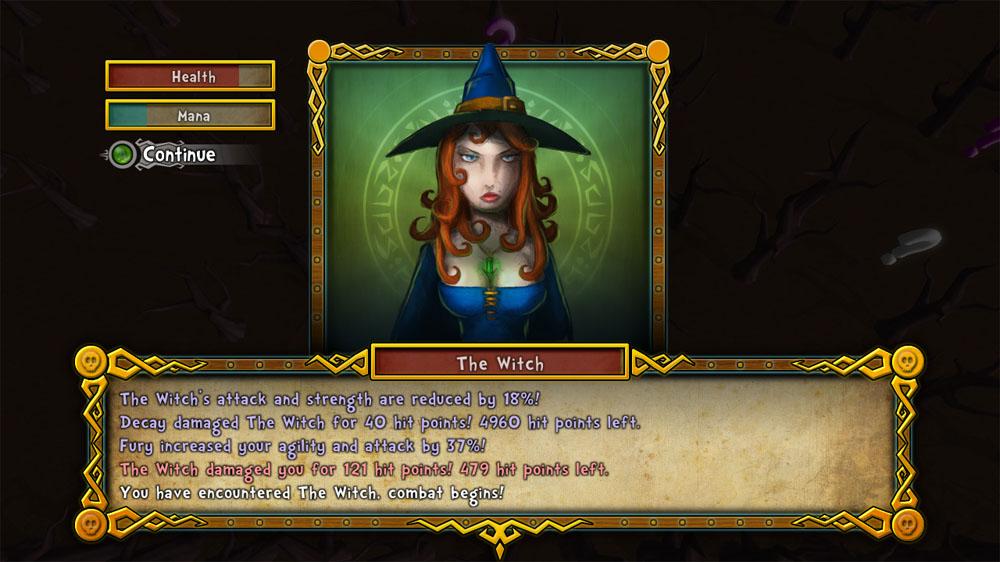 Health
Mana
Continue
The Witch
The Witch's attack and strength are reduced by 18%!
Decay damaged The Witch for 40 hit points! 4960 hit points left.
Fury increased your agility and attack by 37%!
The Witch damaged you for 121 hit points! 479 hit points left.
You have encountered The Witch. combat begins!